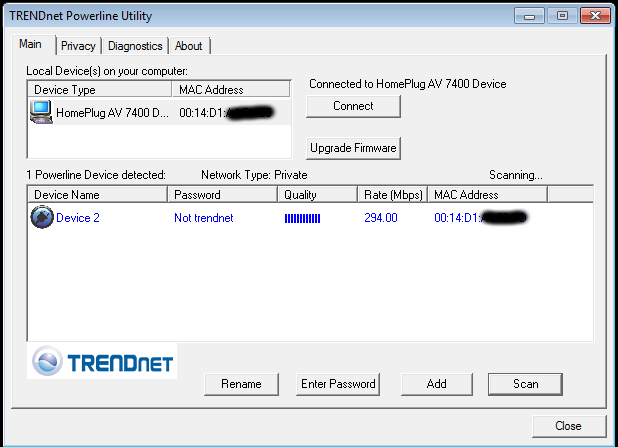 TRENDnet Powerline Utility
Main Privacy Diagnostics About
Local Device(s) on your computer:
Device Type MAC Address
HomePlug AV 7400 D... 00:14:D1:
Connected to HomePlug AV 7400 Device
Connect
Upgrade Firmware
1 Powerline Device detected: Network Type: Private Scanning...
Device Name Password Quality Rate (Mbps) MAC Address
Device 2 Not trendnet 294.00 00:14:D1:
TRENDNET
Rename Enter Password Add Scan
Close